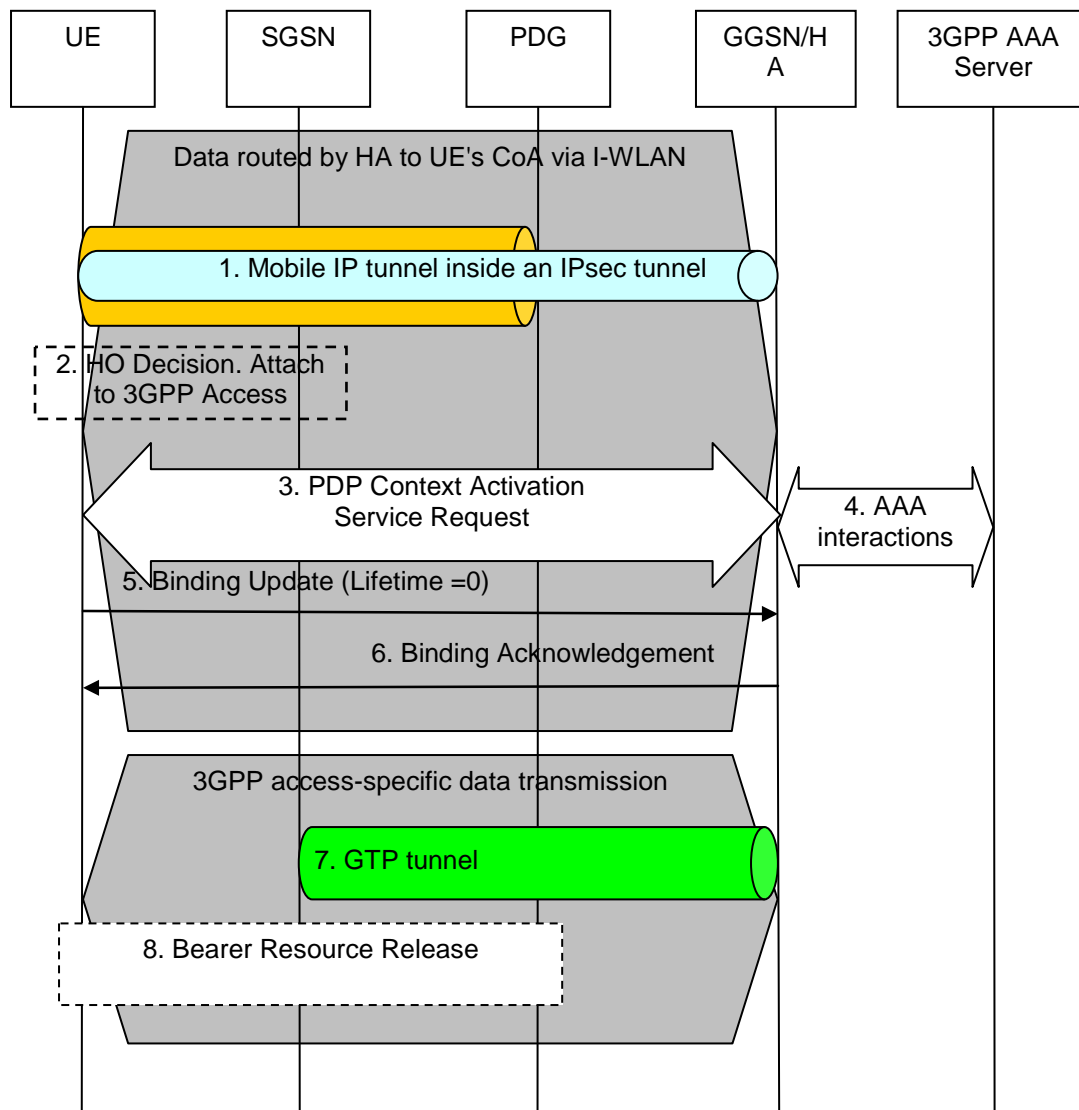 UE
SGSN
PDG
GGSN/H
A
3GPP AAA
Server
Data routed by HA to UE's CoA via I-WLAN
1. Mobile IP tunnel inside an IPsec tunnel
2. HO Decision. Attach
to 3GPP Access
3. PDP Context Activation
Service Request
4. AAA
interactions
5. Binding Update (Lifetime =0)
6. Binding Acknowledgement
3GPP access-specific data transmission
7. GTP tunnel
8. Bearer Resource Release